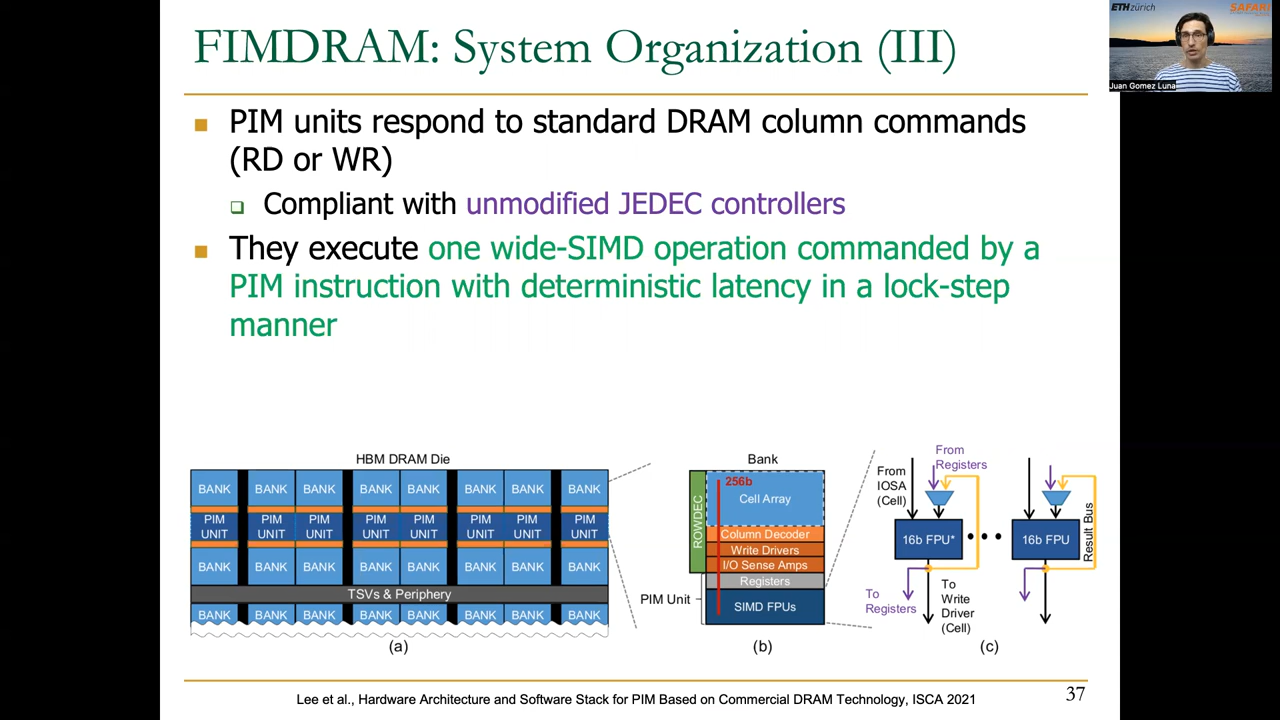 FIMDRAM: System Organization (III)
ETH zürich
SAFARI
Juan Gomez Luna
■ PIM units respond to standard DRAM column commands
(RD or WR)
❑ Compliant with unmodified JEDEC controllers
■ They execute one wide-SIMD operation commanded by a
PIM instruction with deterministic latency in a lock-step
manner
HBM DRAM Die
BANK BANK BANK BANK BANK BANK BANK BANK
PIM UNIT PIM UNIT PIM UNIT PIM UNIT PIM UNIT PIM UNIT PIM UNIT PIM UNIT
BANK BANK BANK BANK BANK BANK BANK BANK
TSVs & Periphery
BANK BANK BANK BANK BANK BANK BANK BANK
(a)
Bank
ROWDEC
256b
Cell Array
Column Decoder
Write Drivers
I/O Sense Amps
Registers
PIM Unit
SIMD FPUs
(b)
From
IOSA
(Cell)
From
Registers
16b FPU*
• • •
16b FPU
Result Bus
To
Registers
To
Write
Driver
(Cell)
(c)
Lee et al., Hardware Architecture and Software Stack for PIM Based on Commercial DRAM Technology, ISCA 2021
37